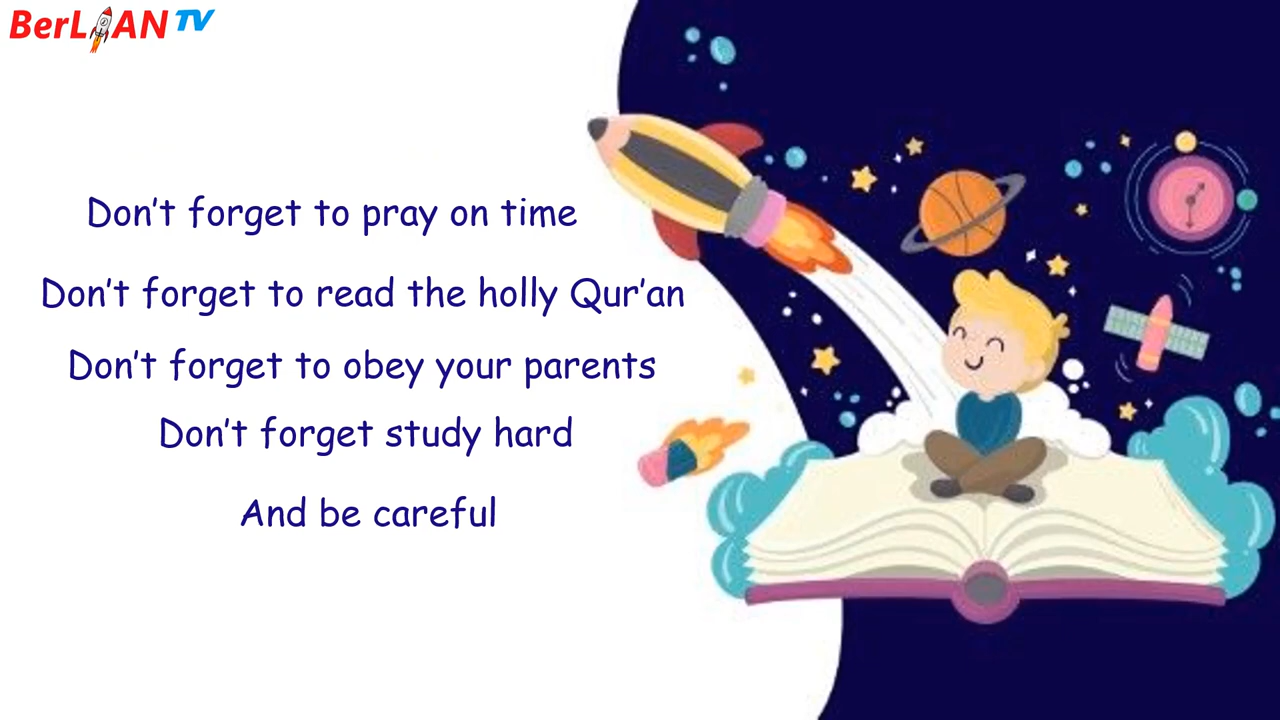 BerLIAN TV
Don't forget to pray on time
Don't forget to read the holly Qur'an
Don't forget to obey your parents
Don't forget study hard
And be careful